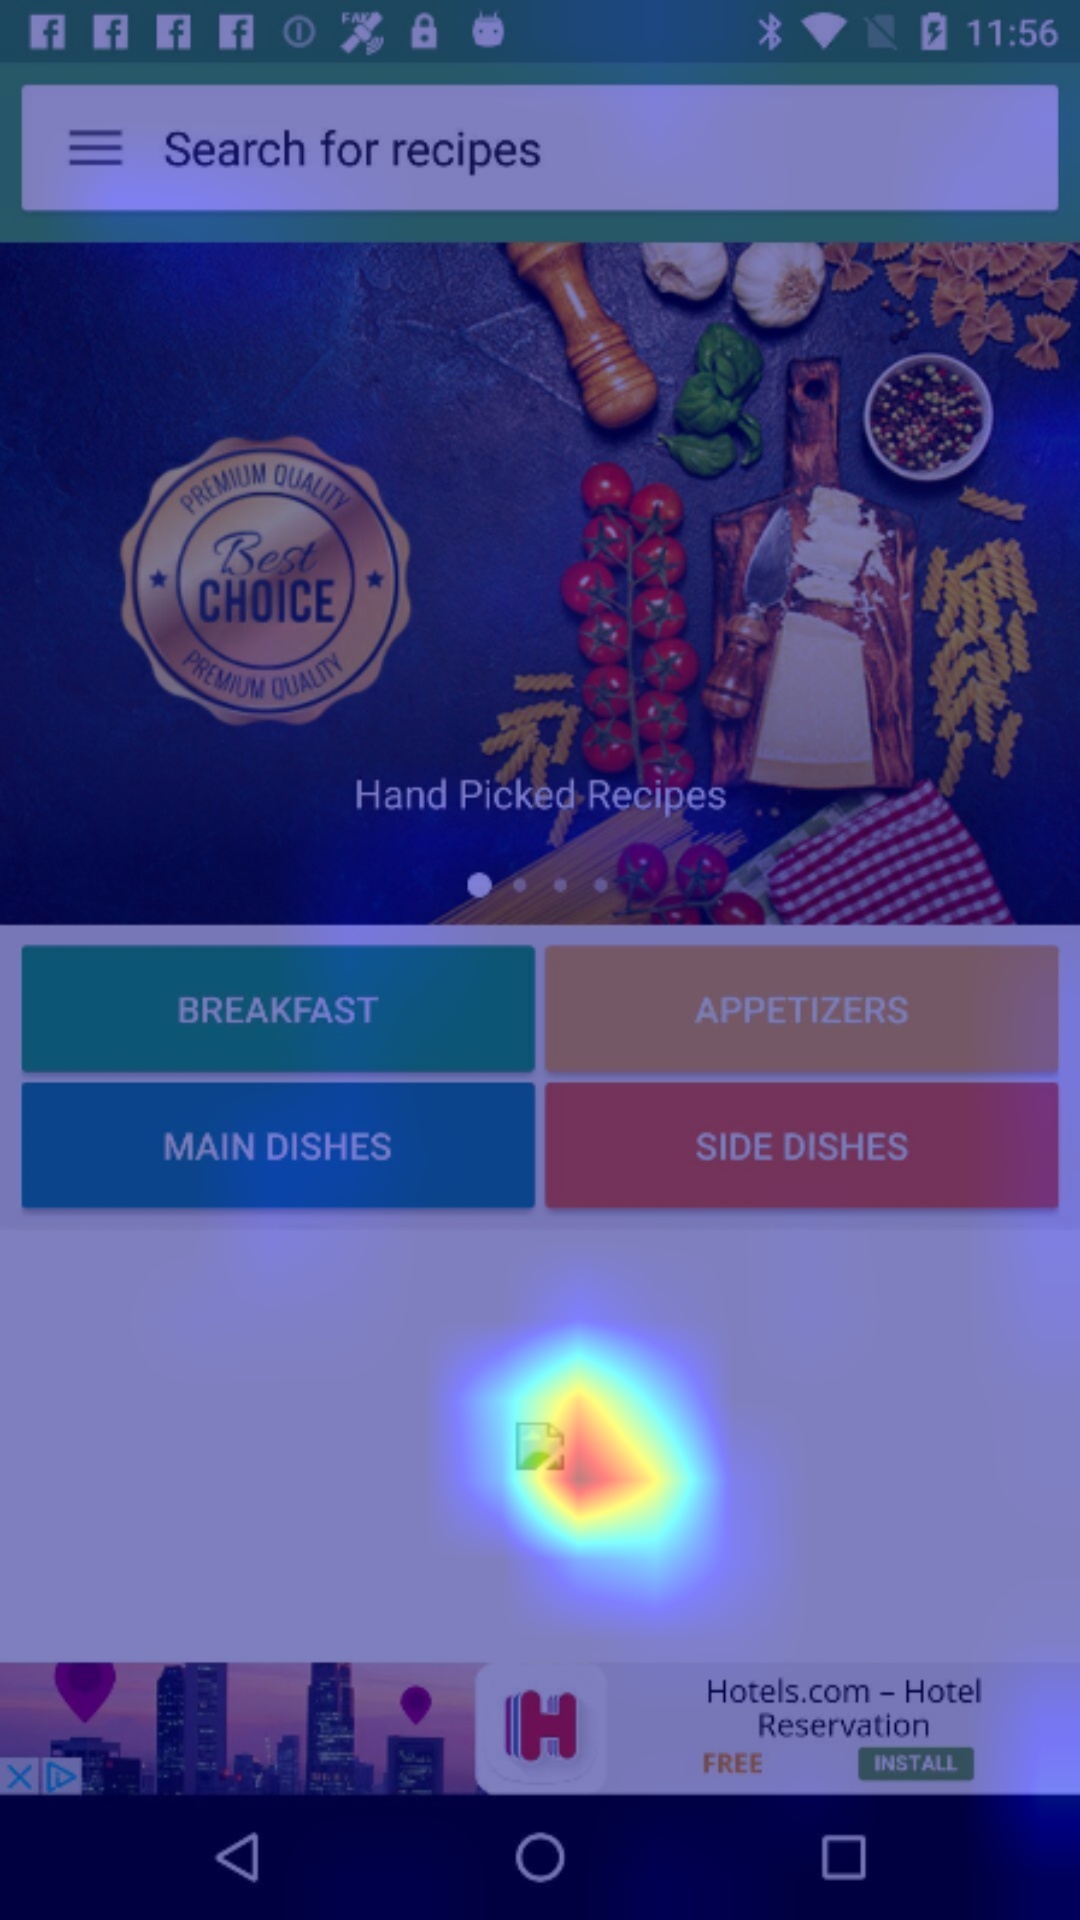 FAKE
11:56
Search for recipes
PREMIUM QUALITY
Best
CHOICE
PREMIUM QUALITY
Hand Picked Recipes
BREAKFAST
APPETIZERS
MAIN DISHES
SIDE DISHES
Hotels.com – Hotel
Reservation
FREE
INSTALL